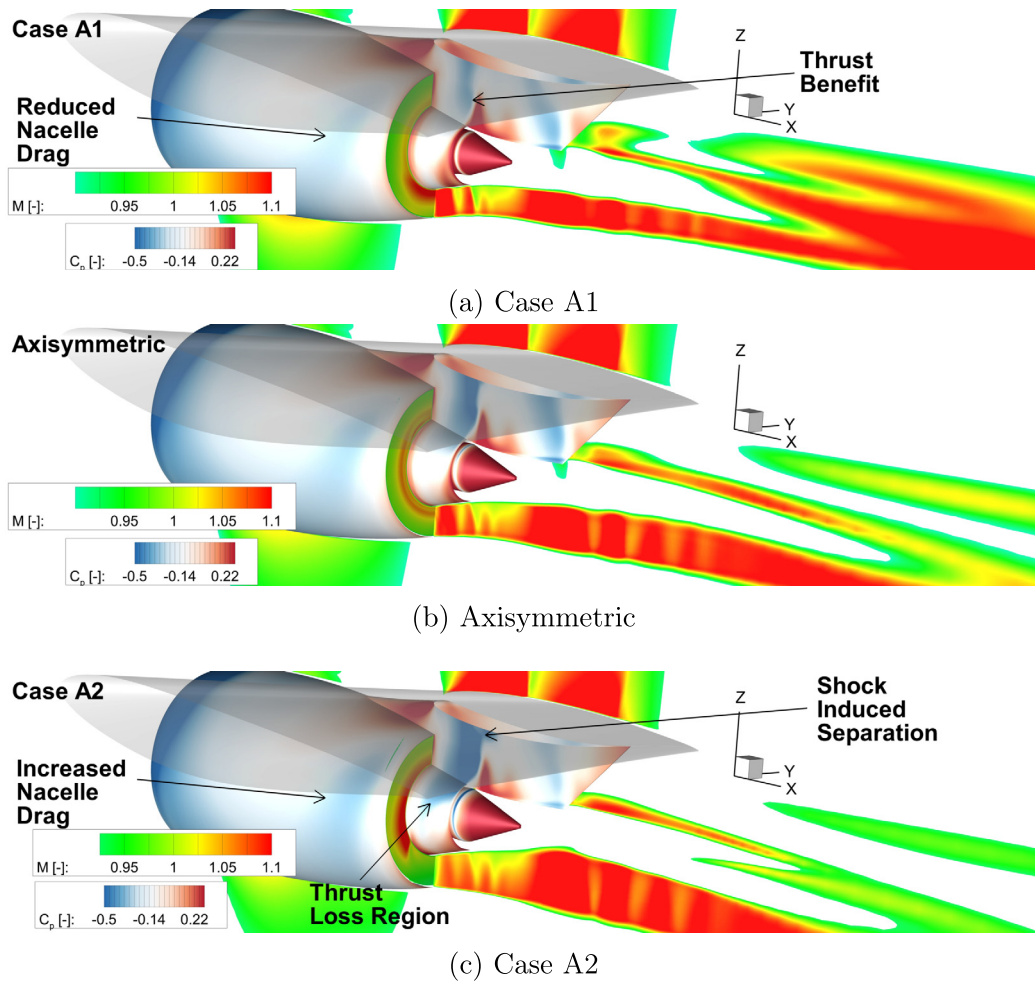 Case A1
Thrust
Benefit
Z
Y
X
Reduced
Nacelle
Drag
M [-]: 0.95 1 1.05 1.1
Cp [-]: -0.5 -0.14 0.22
(a) Case A1
Axisymmetric
Z
Y
X
M [-]: 0.95 1 1.05 1.1
Cp [-]: -0.5 -0.14 0.22
(b) Axisymmetric
Case A2
Shock
Induced
Separation
Z
Y
X
Increased
Nacelle
Drag
M [-]: 0.95 1 1.05 1.1
Thrust
Loss Region
Cp [-]: -0.5 -0.14 0.22
(c) Case A2